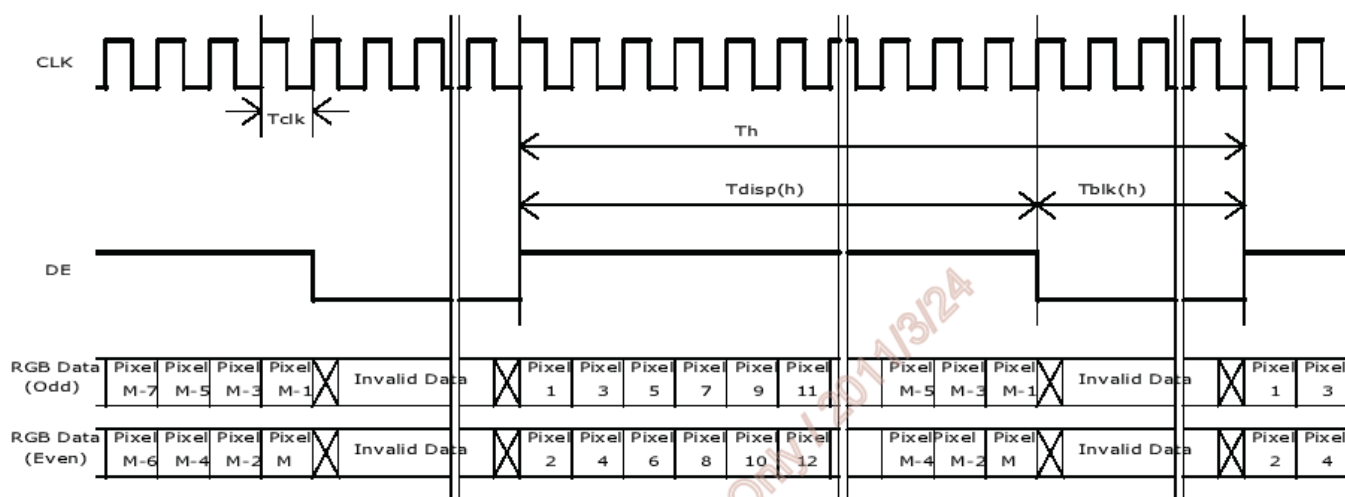 CLK
Tclk
Th
Tdisp(h)
Tblk(h)
DE
RGB Data (Odd)
Pixel M-7 Pixel M-5 Pixel M-3 Pixel M-1 Invalid Data Pixel 1 Pixel 3 Pixel 5 Pixel 7 Pixel 9 Pixel 11 Pixel M-5 Pixel M-3 Pixel M-1 Invalid Data Pixel 1 Pixel 3
RGB Data (Even)
Pixel M-6 Pixel M-4 Pixel M-2 Pixel M Invalid Data Pixel 2 Pixel 4 Pixel 6 Pixel 8 Pixel 10 Pixel 12 Pixel M-4 Pixel M-2 Pixel M Invalid Data Pixel 2 Pixel 4
Only / 2011/3/24